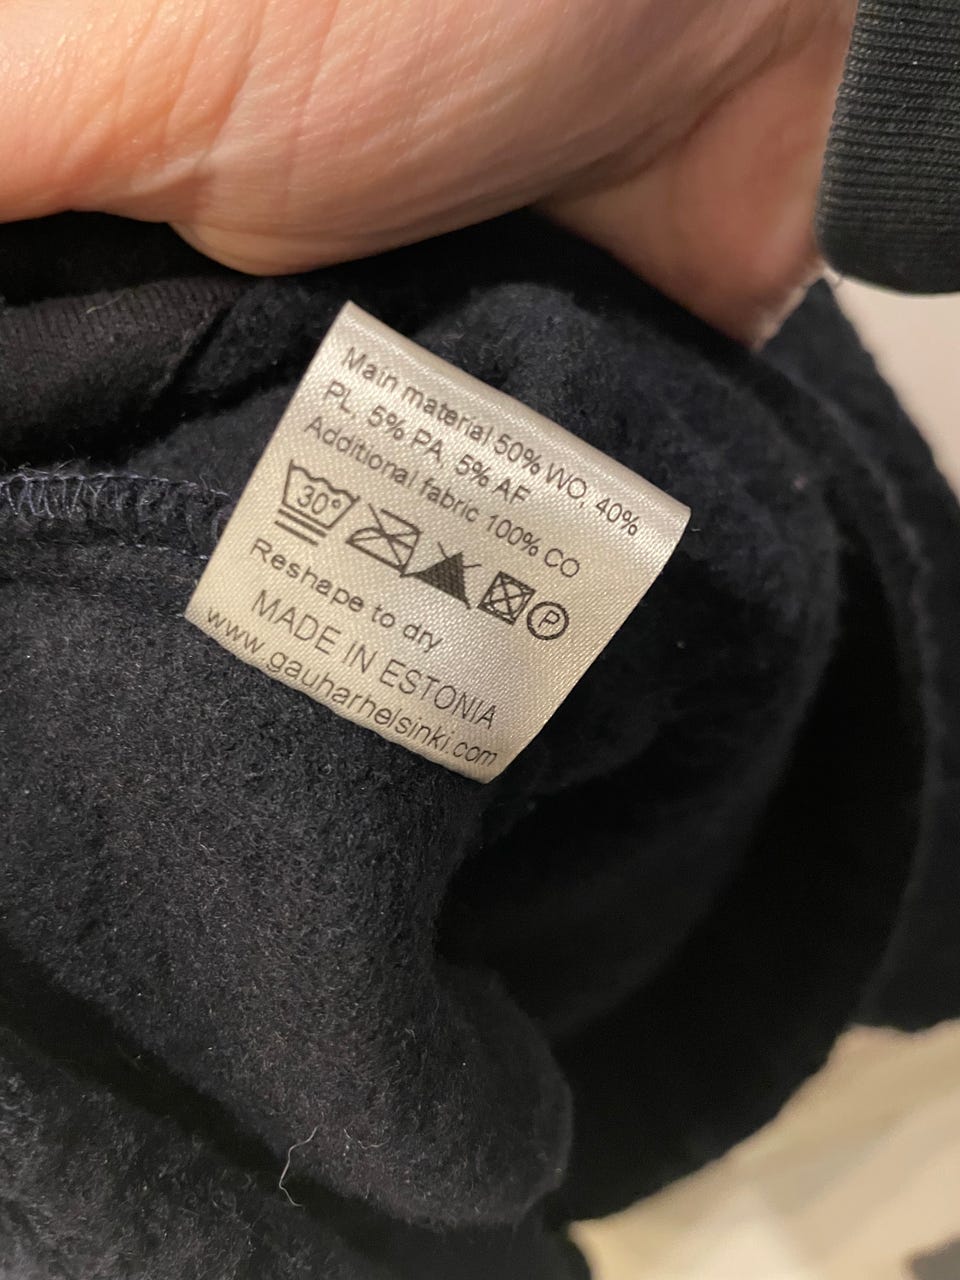 Main material 50% WO, 40%
PL, 5% PA, 5% AF
Additional fabric 100% CO
30° P
Reshape to dry
MADE IN ESTONIA
www.gauharhelsinki.com